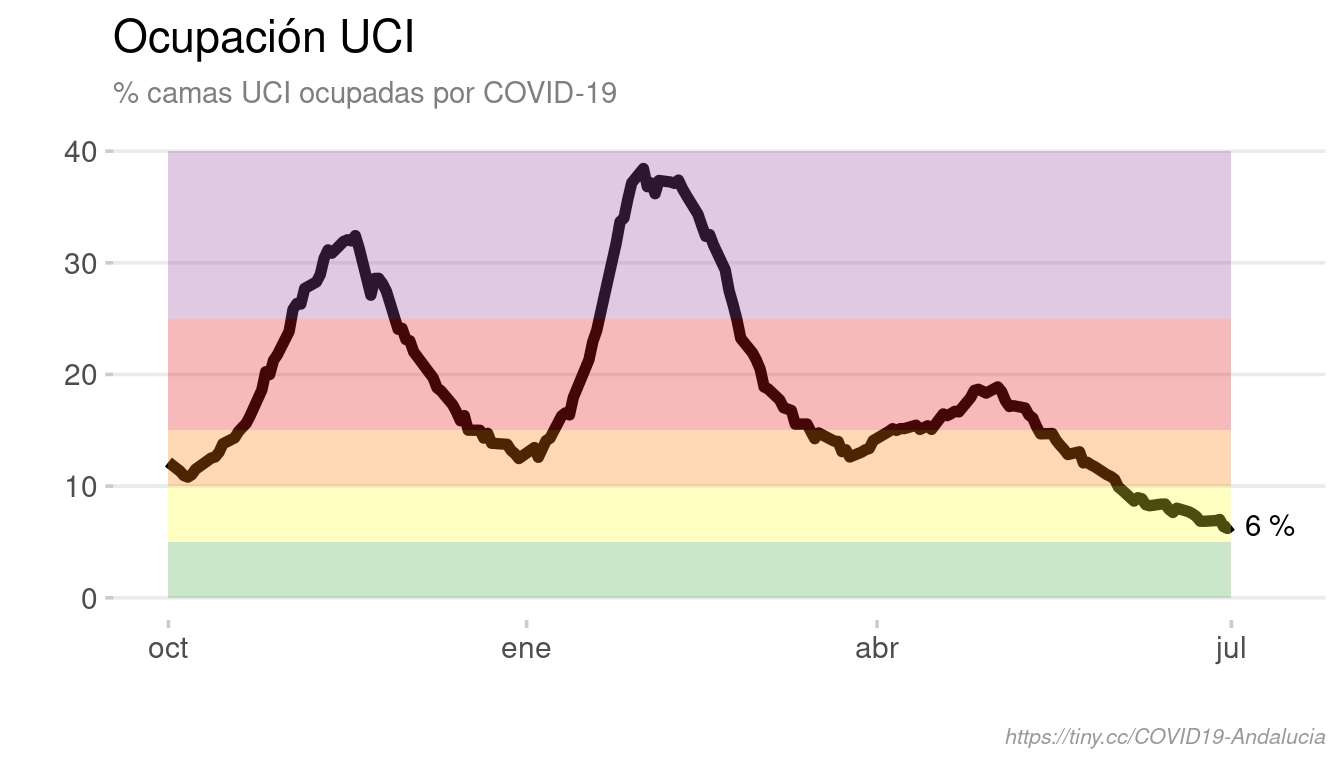 Ocupación UCI
% camas UCI ocupadas por COVID-19
40
30
20
10
0
6 %
oct ene abr jul
https://tiny.cc/COVID19-Andalucia